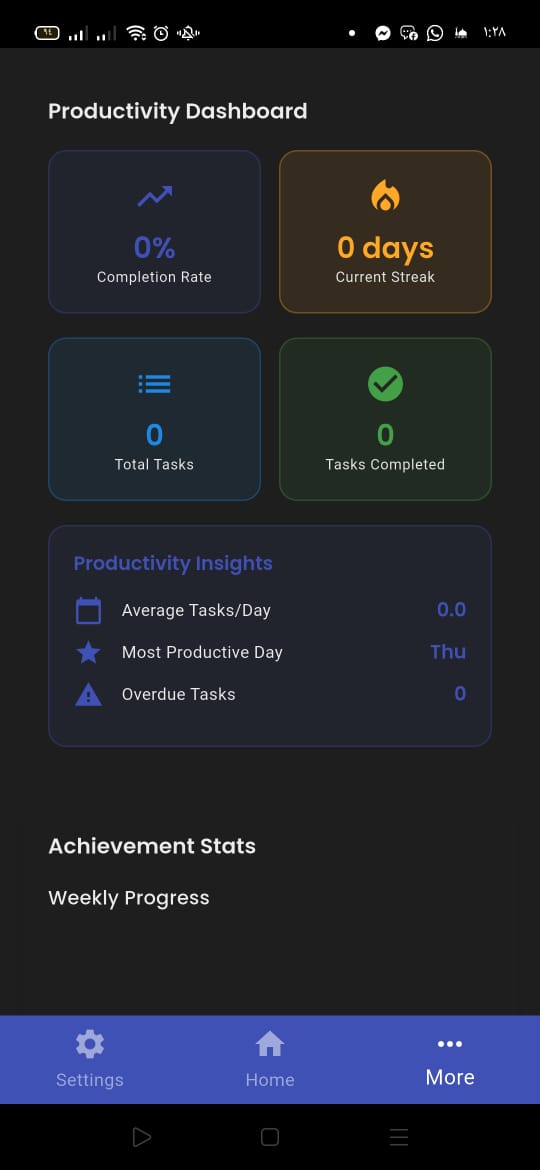 ٩٤
١:٢٨
Productivity Dashboard
0%
Completion Rate
0 days
Current Streak
0
Total Tasks
0
Tasks Completed
Productivity Insights
Average Tasks/Day 0.0
Most Productive Day Thu
Overdue Tasks 0
Achievement Stats
Weekly Progress
Settings
Home
More